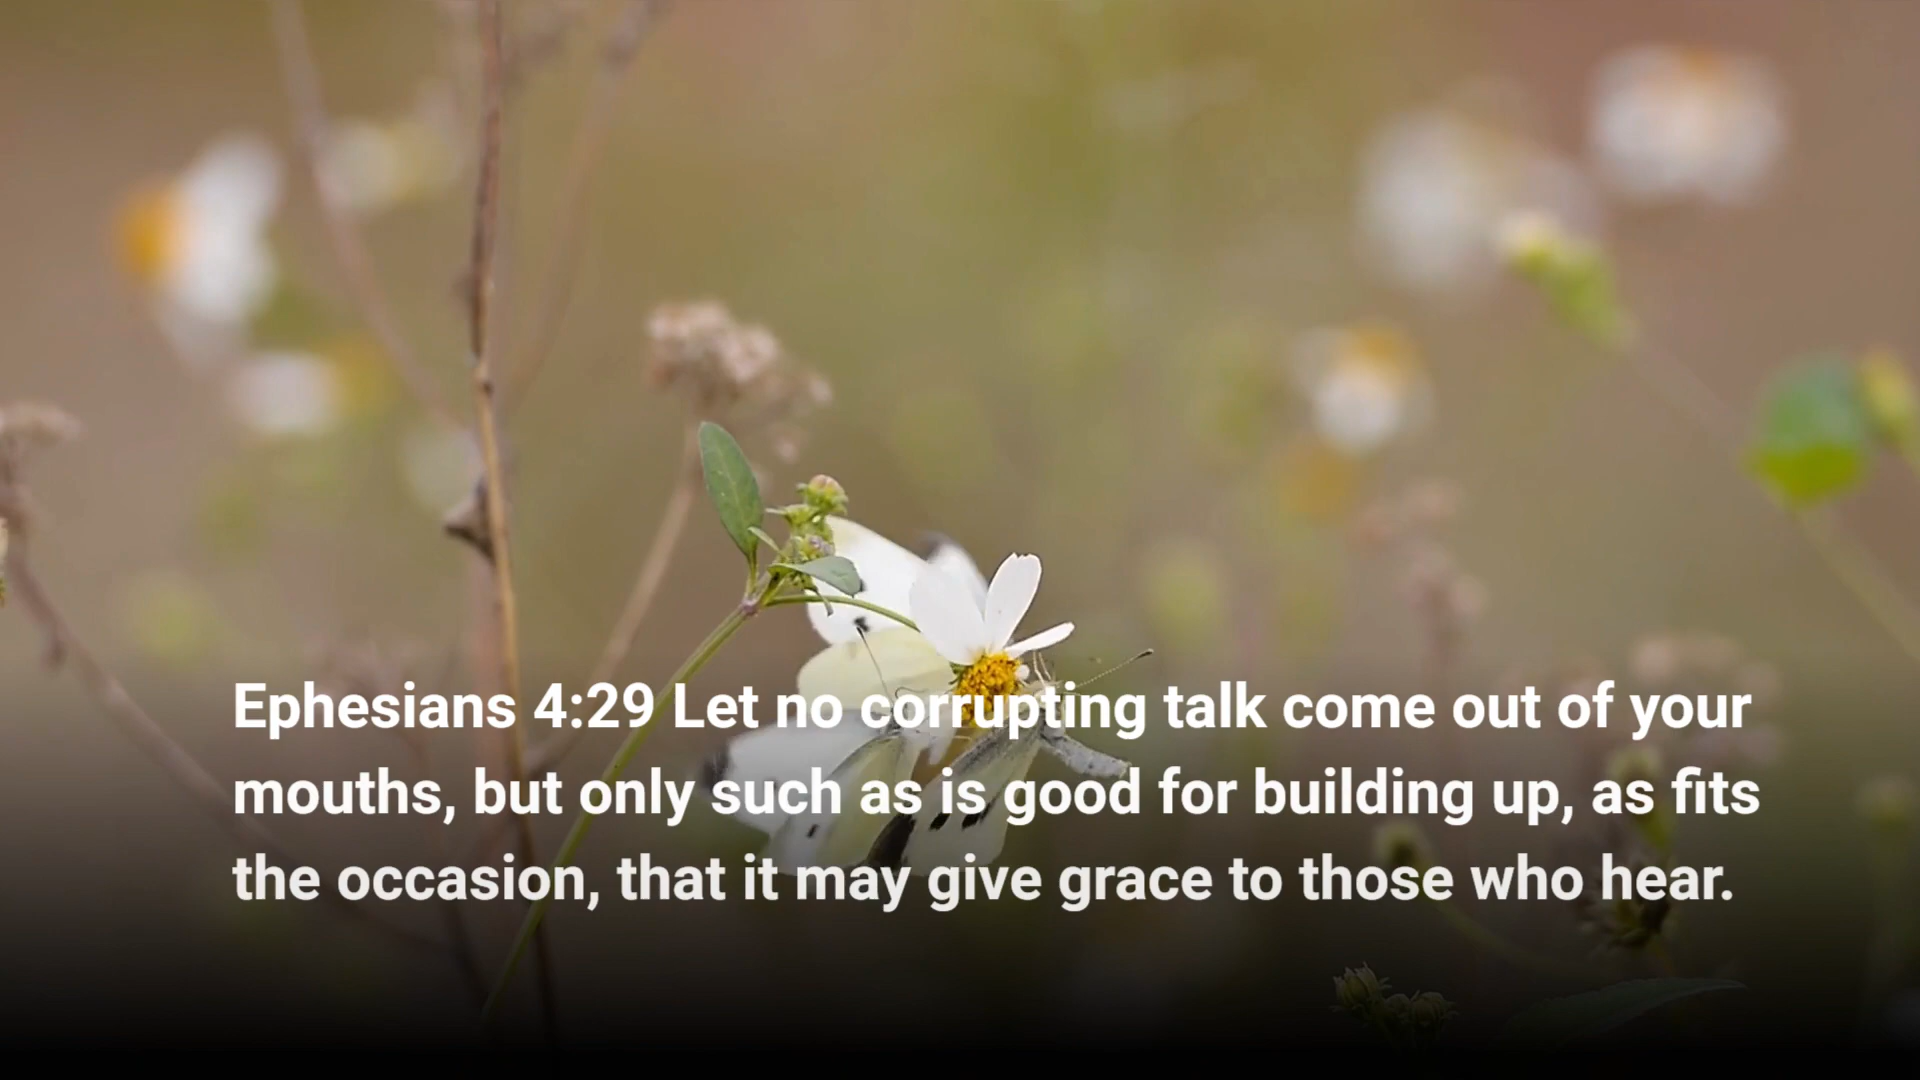 Ephesians 4:29 Let no corrupting talk come out of your
mouths, but only such as is good for building up, as fits
the occasion, that it may give grace to those who hear.